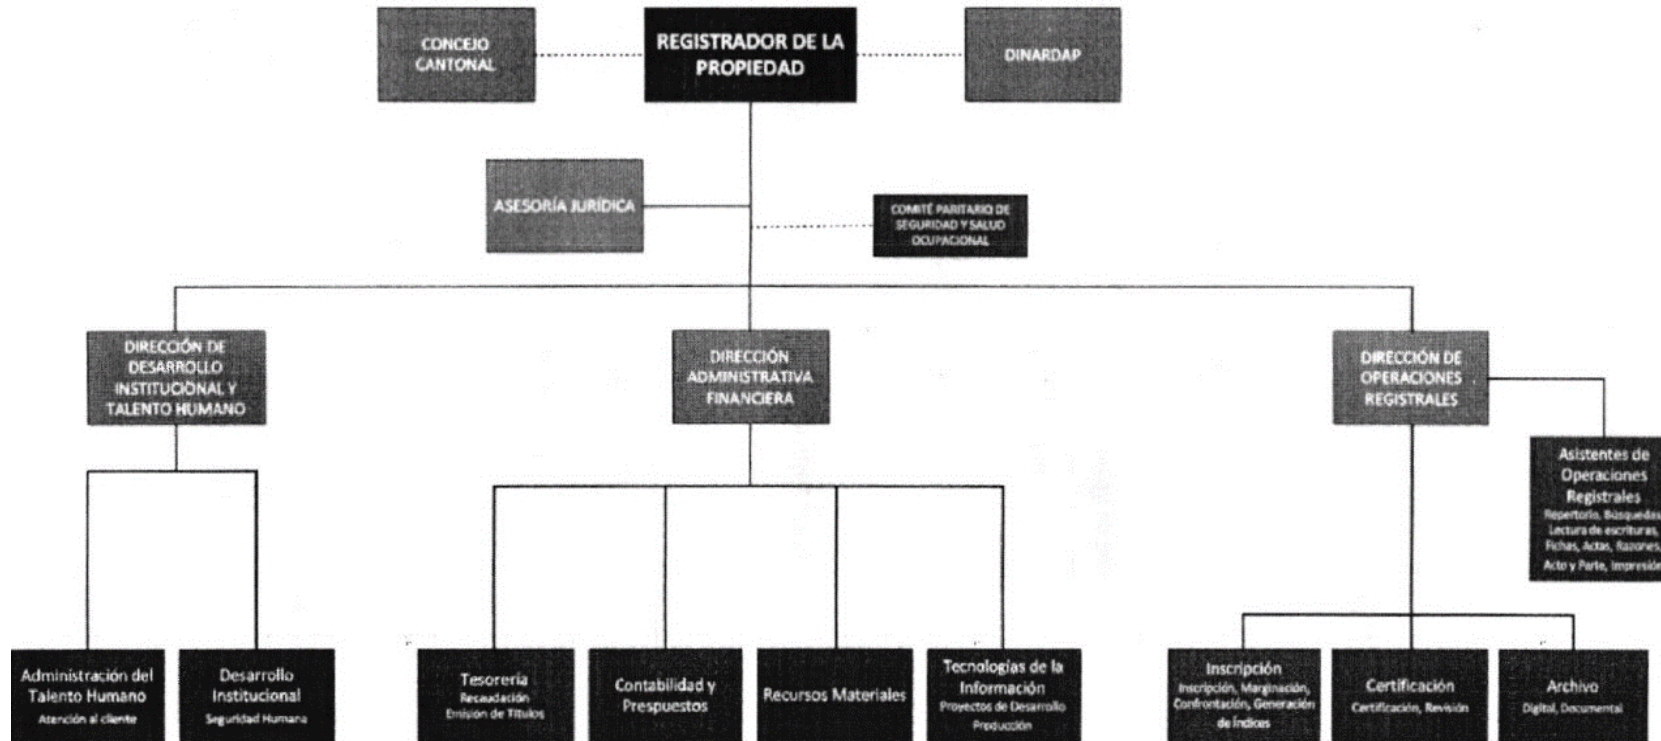 CONCEJO
CANTONAL
REGISTRADOR DE LA
PROPIEDAD
DINARDAP
ASESORÍA JURÍDICA
COMITÉ PARITARIO DE
SEGURIDAD Y SALUD
OCUPACIONAL
DIRECCIÓN DE
DESARROLLO
INSTITUCIONAL Y
TALENTO HUMANO
DIRECCIÓN
ADMINISTRATIVA
FINANCIERA
DIRECCIÓN DE
OPERACIONES
REGISTRALES
Asistentes de
Operaciones
Registrales
Repertorio, Búsquedas
Lectura de escrituras,
Fichas, Actas, Razones,
Acto y Parte, Impresión
Administración del
Talento Humano
Atención al cliente
Desarrollo
Institucional
Seguridad Humana
Tesorería
Recaudación
Emisión de Títulos
Contabilidad y
Prespuestos
Recursos Materiales
Tecnologías de la
Información
Proyectos de Desarrollo
Producción
Inscripción
Inscripción, Marginación,
Confrontación, Generación
de Índices
Certificación
Certificación, Revisión
Archivo
Digital, Documental